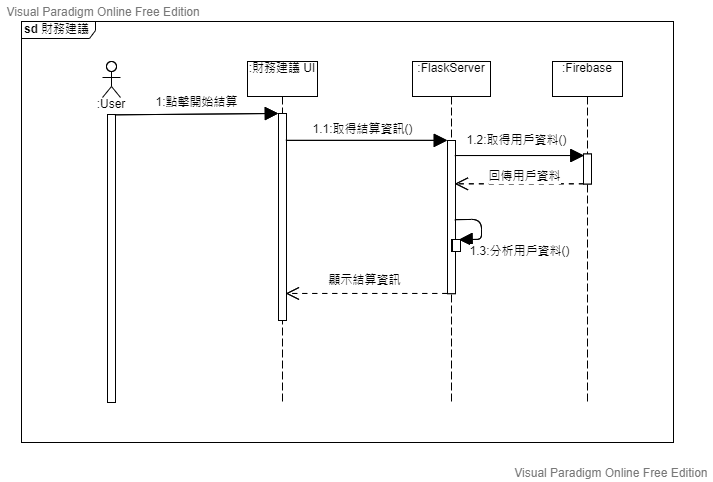 Visual Paradigm Online Free Edition
sd 財務建議
:財務建議 UI
:FlaskServer
:Firebase
:User
1:點擊開始結算
1.1:取得結算資訊()
1.2:取得用戶資料()
回傳用戶資料
1.3:分析用戶資料()
顯示結算資訊
Visual Paradigm Online Free Edition